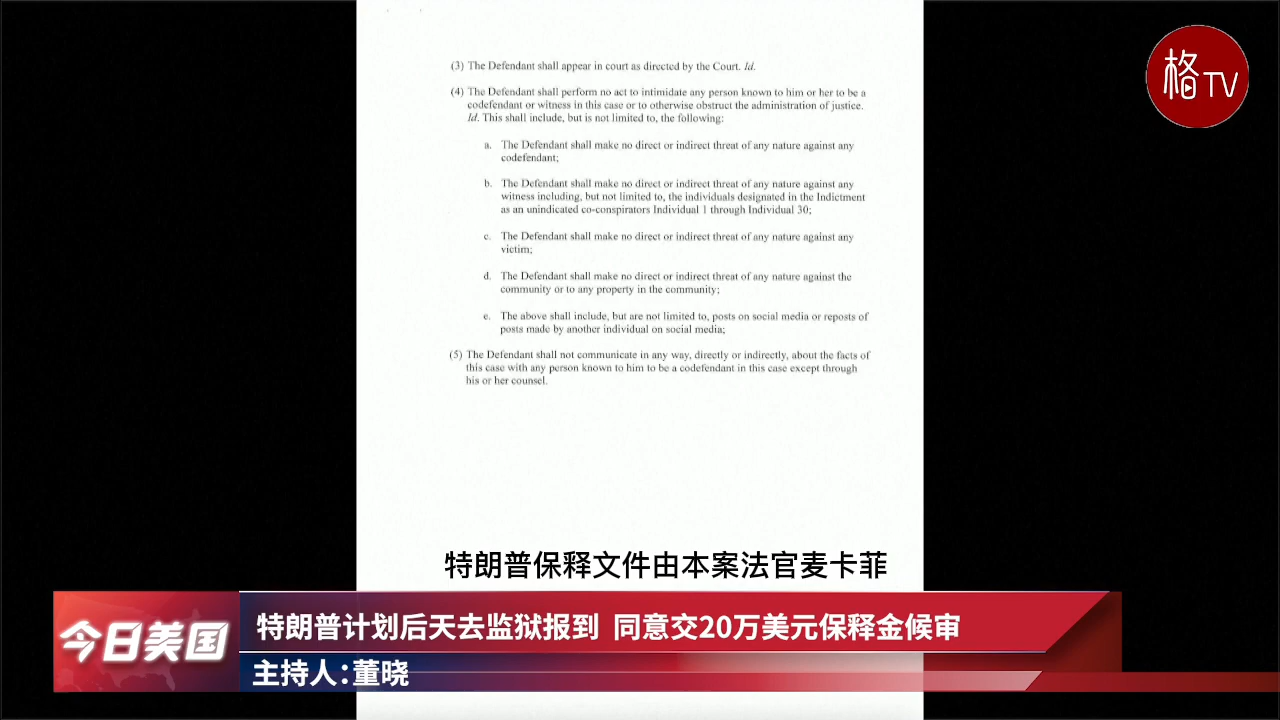 (3) The Defendant shall appear in court as directed by the Court. Id.
(4) The Defendant shall perform no act to intimidate any person known to him or her to be a
codefendant or witness in this case or to otherwise obstruct the administration of justice.
Id. This shall include, but is not limited to, the following:
a. The Defendant shall make no direct or indirect threat of any nature against any
codefendant;
b. The Defendant shall make no direct or indirect threat of any nature against any
witness including, but not limited to, the individuals designated in the Indictment
as an unindicated co-conspirators Individual 1 through Individual 30;
c. The Defendant shall make no direct or indirect threat of any nature against any
victim;
d. The Defendant shall make no direct or indirect threat of any nature against the
community or to any property in the community;
e. The above shall include, but are not limited to, posts on social media or reposts of
posts made by another individual on social media;
(5) The Defendant shall not communicate in any way, directly or indirectly, about the facts of
this case with any person known to him to be a codefendant in this case except through
his or her counsel.
格TV
特朗普保释文件由本案法官麦卡菲
今日美国
特朗普计划后天去监狱报到 同意交20万美元保释金候审
主持人：董晓